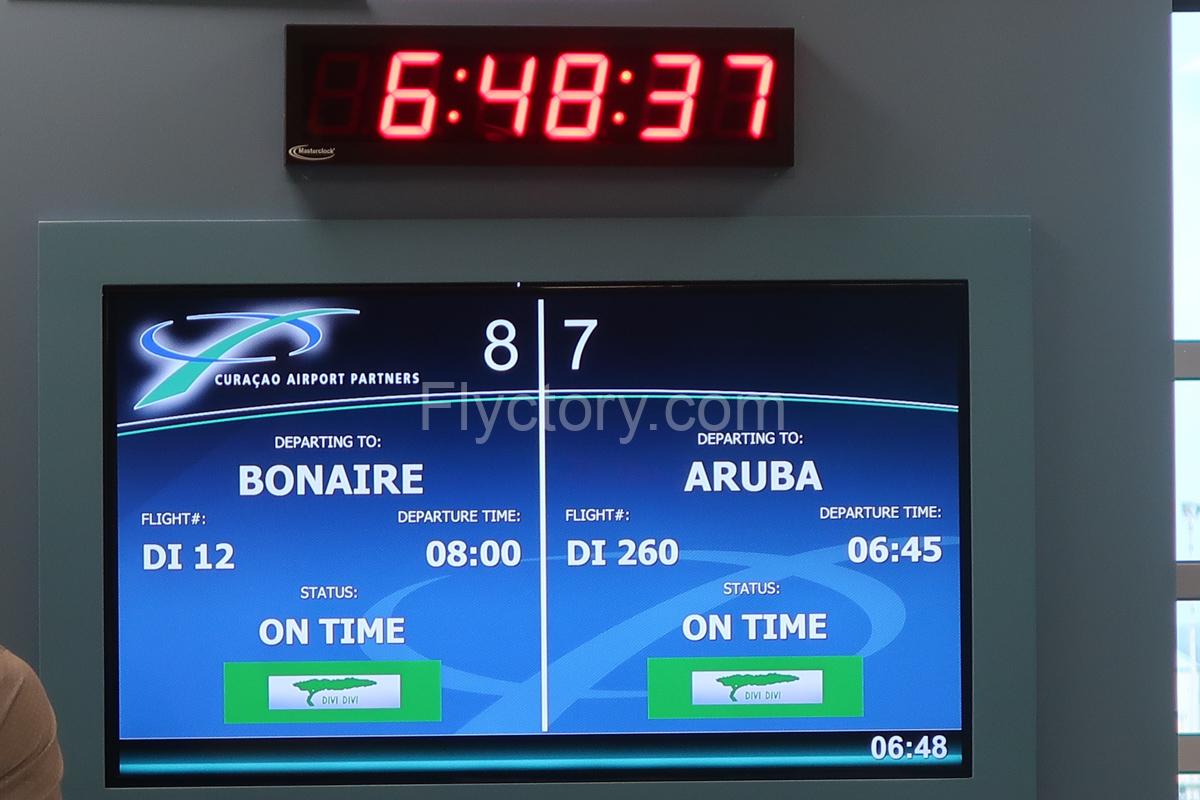 6:48:37
Masterclock
8
7
CURAÇAO AIRPORT PARTNERS
Flyctory.com
DEPARTING TO:
BONAIRE
FLIGHT#:
DEPARTURE TIME:
DI 12
08:00
STATUS:
ON TIME
DIVI DIVI
DEPARTING TO:
ARUBA
FLIGHT#:
DEPARTURE TIME:
DI 260
06:45
STATUS:
ON TIME
DIVI DIVI
06:48